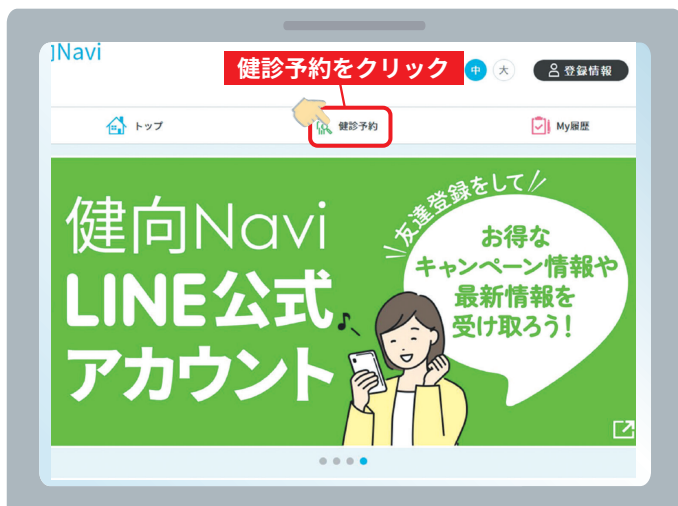 Navi
健診予約をクリック
中
大
登録情報
トップ
健診予約
My履歴
健向Navi
LINE公式
アカウント
友達登録をして
お得な
キャンペーン情報や
最新情報を
受け取ろう！